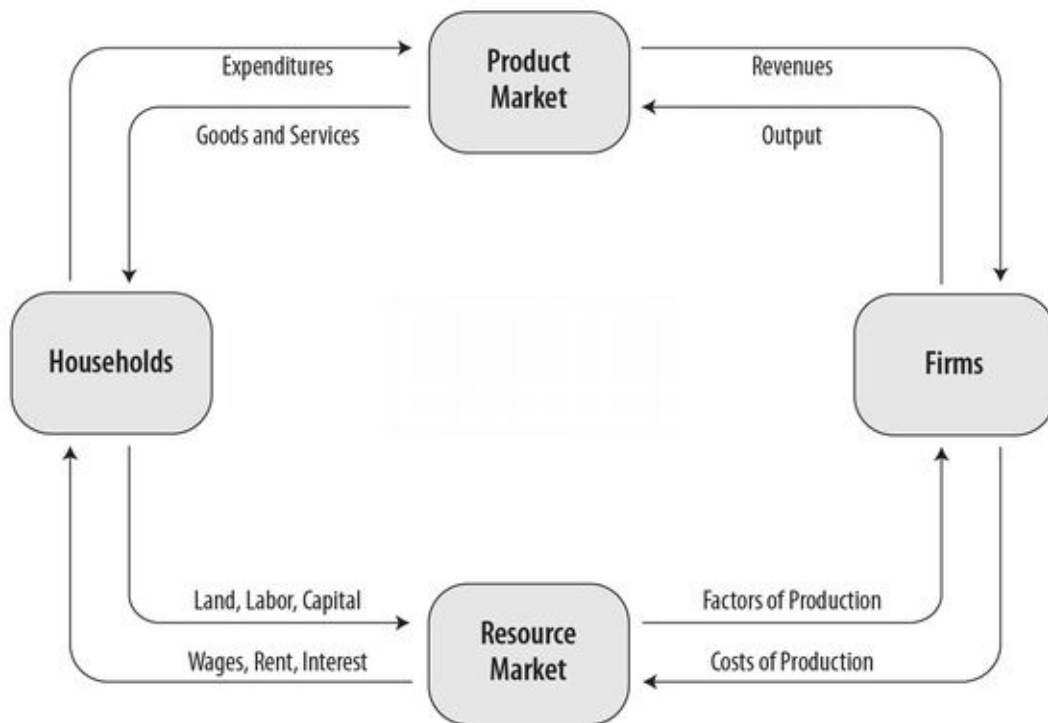 Expenditures
Product
Market
Revenues
Goods and Services
Output
Households
Firms
Land, Labor, Capital
Resource
Market
Factors of Production
Wages, Rent, Interest
Costs of Production